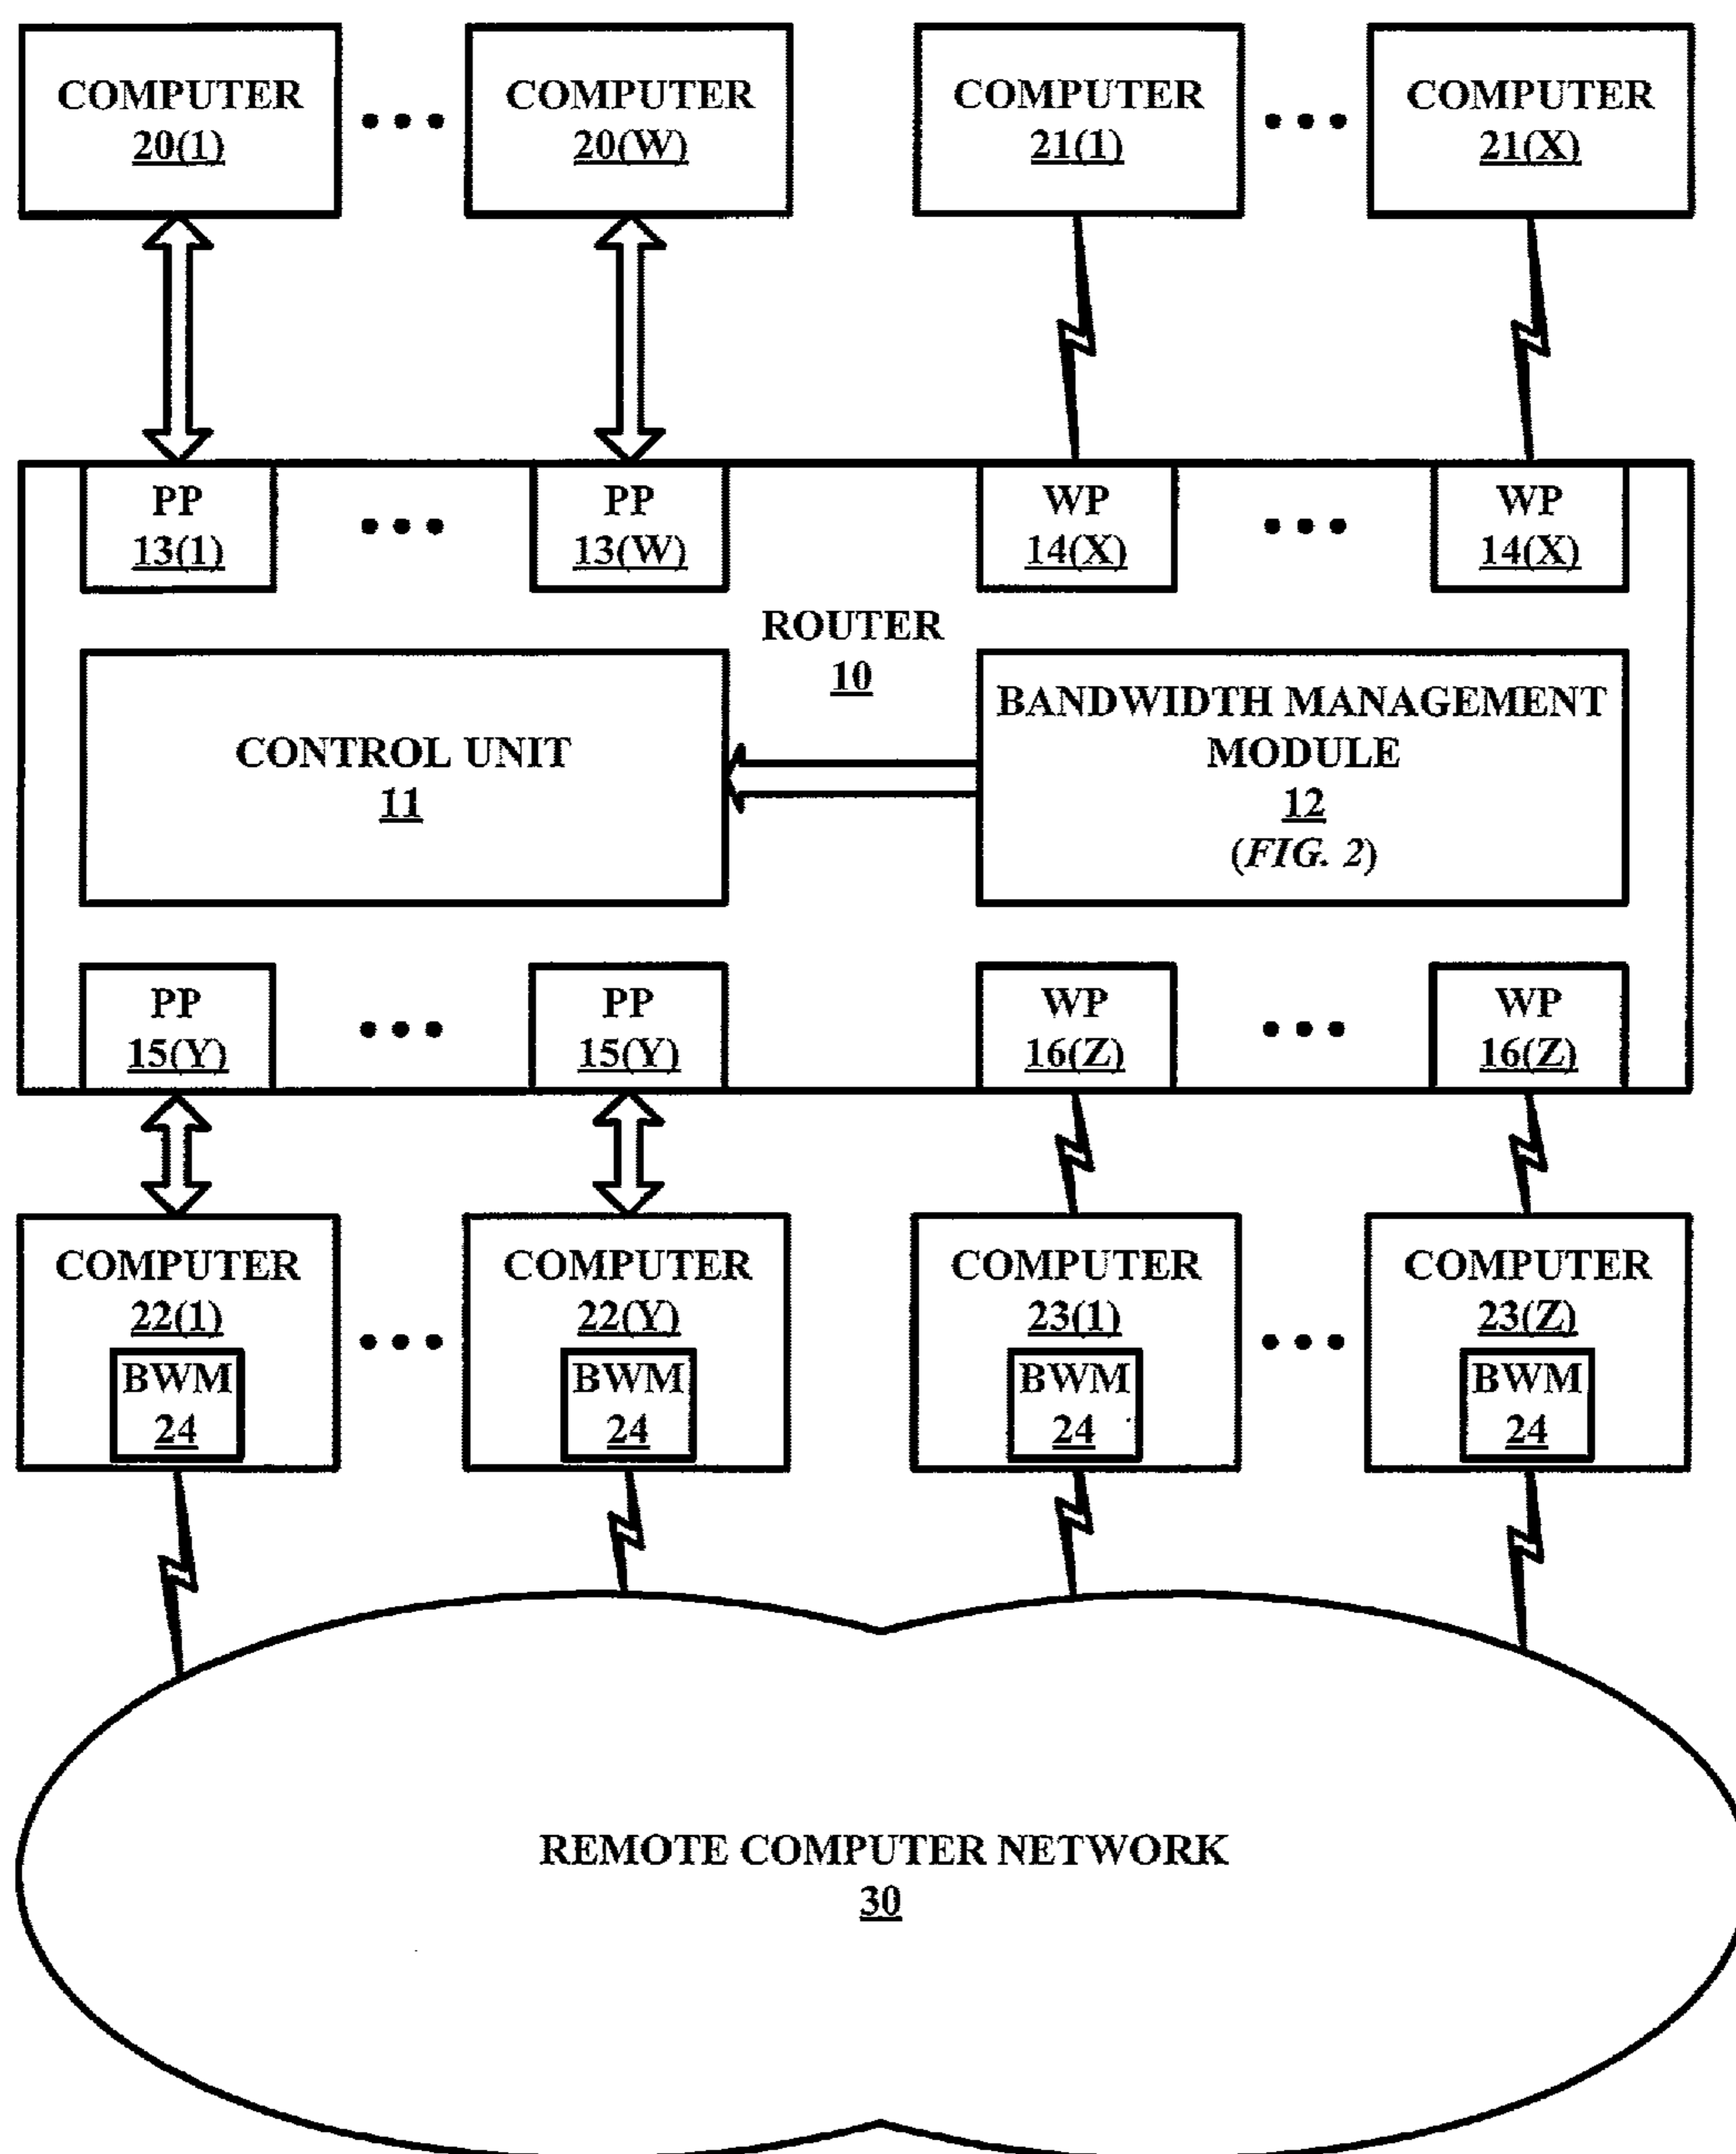 COMPUTER
20(1)
COMPUTER
20(W)
COMPUTER
21(1)
COMPUTER
21(X)
PP
13(1)
PP
13(W)
WP
14(X)
WP
14(X)
ROUTER
10
CONTROL UNIT
11
BANDWIDTH MANAGEMENT
MODULE
12
(FIG. 2)
PP
15(Y)
PP
15(Y)
WP
16(Z)
WP
16(Z)
COMPUTER
22(1)
BWM
24
COMPUTER
22(Y)
BWM
24
COMPUTER
23(1)
BWM
24
COMPUTER
23(Z)
BWM
24
REMOTE COMPUTER NETWORK
30